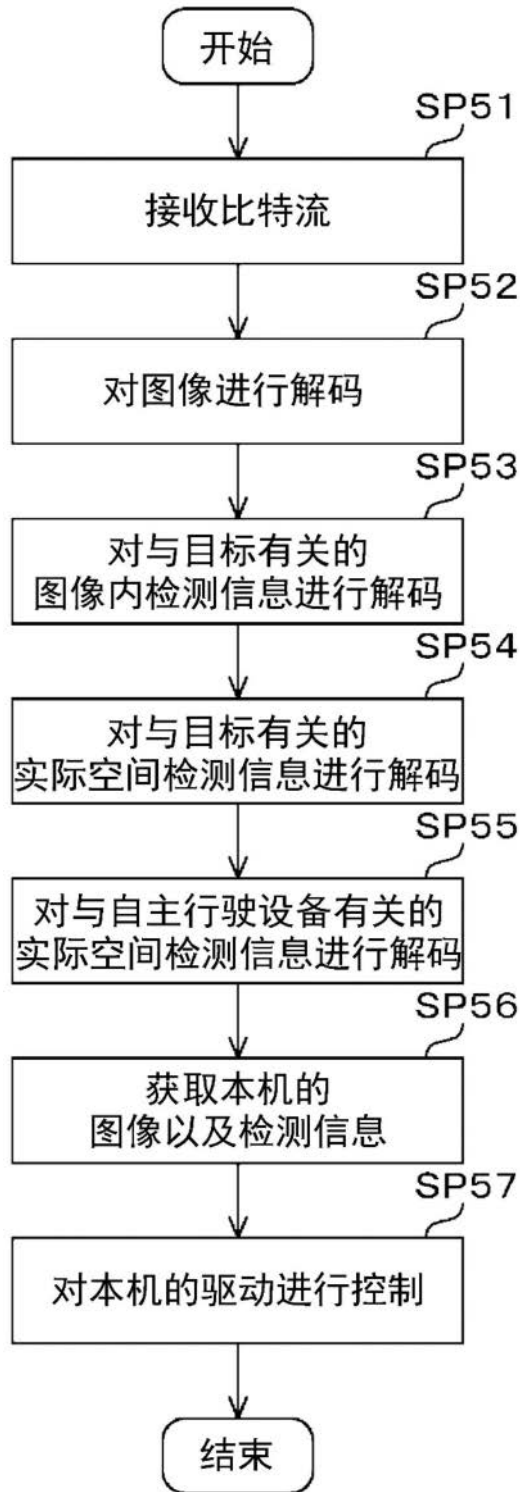 开始
SP51
接收比特流
SP52
对图像进行解码
SP53
对与目标有关的
图像内检测信息进行解码
SP54
对与目标有关的
实际空间检测信息进行解码
SP55
对与自主行驶设备有关的
实际空间检测信息进行解码
SP56
获取本机的
图像以及检测信息
SP57
对本机的驱动进行控制
结束